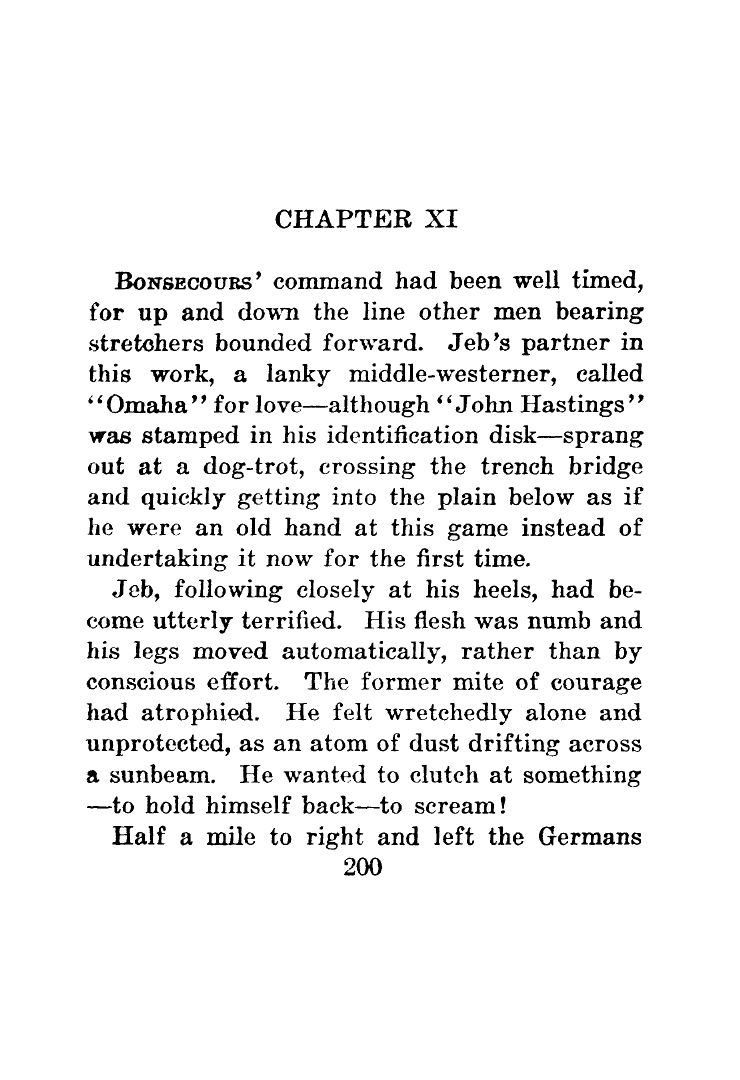 CHAPTER XI
Bonsecours' command had been well timed,
for up and down the line other men bearing
stretchers bounded forward. Jeb's partner in
this work, a lanky middle-westerner, called
"Omaha" for love—although "John Hastings"
was stamped in his identification disk—sprang
out at a dog-trot, crossing the trench bridge
and quickly getting into the plain below as if
he were an old hand at this game instead of
undertaking it now for the first time.
Jeb, following closely at his heels, had be-
come utterly terrified. His flesh was numb and
his legs moved automatically, rather than by
conscious effort. The former mite of courage
had atrophied. He felt wretchedly alone and
unprotected, as an atom of dust drifting across
a sunbeam. He wanted to clutch at something
—to hold himself back—to scream!
Half a mile to right and left the Germans
200